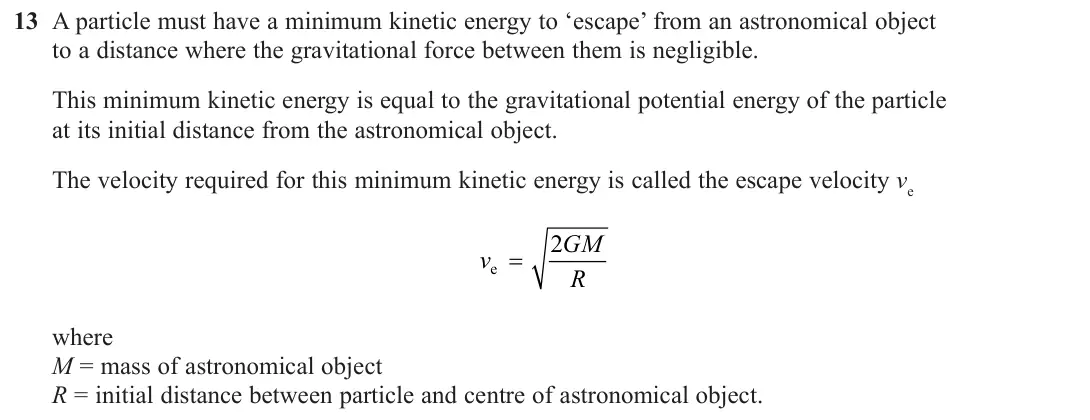 13 A particle must have a minimum kinetic energy to ‘escape’ from an astronomical object
to a distance where the gravitational force between them is negligible.
This minimum kinetic energy is equal to the gravitational potential energy of the particle
at its initial distance from the astronomical object.
The velocity required for this minimum kinetic energy is called the escape velocity vₑ
vₑ = √(2GM/R)
where
M = mass of astronomical object
R = initial distance between particle and centre of astronomical object.